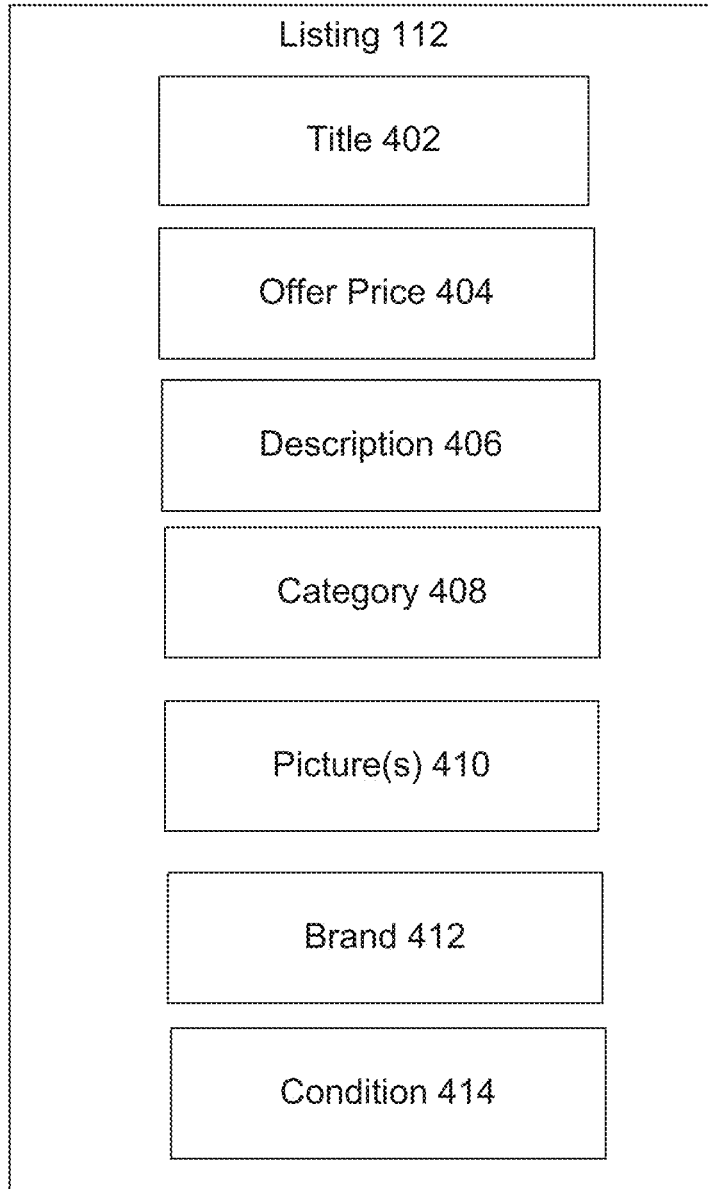 Listing 112
Title 402
Offer Price 404
Description 406
Category 408
Picture(s) 410
Brand 412
Condition 414